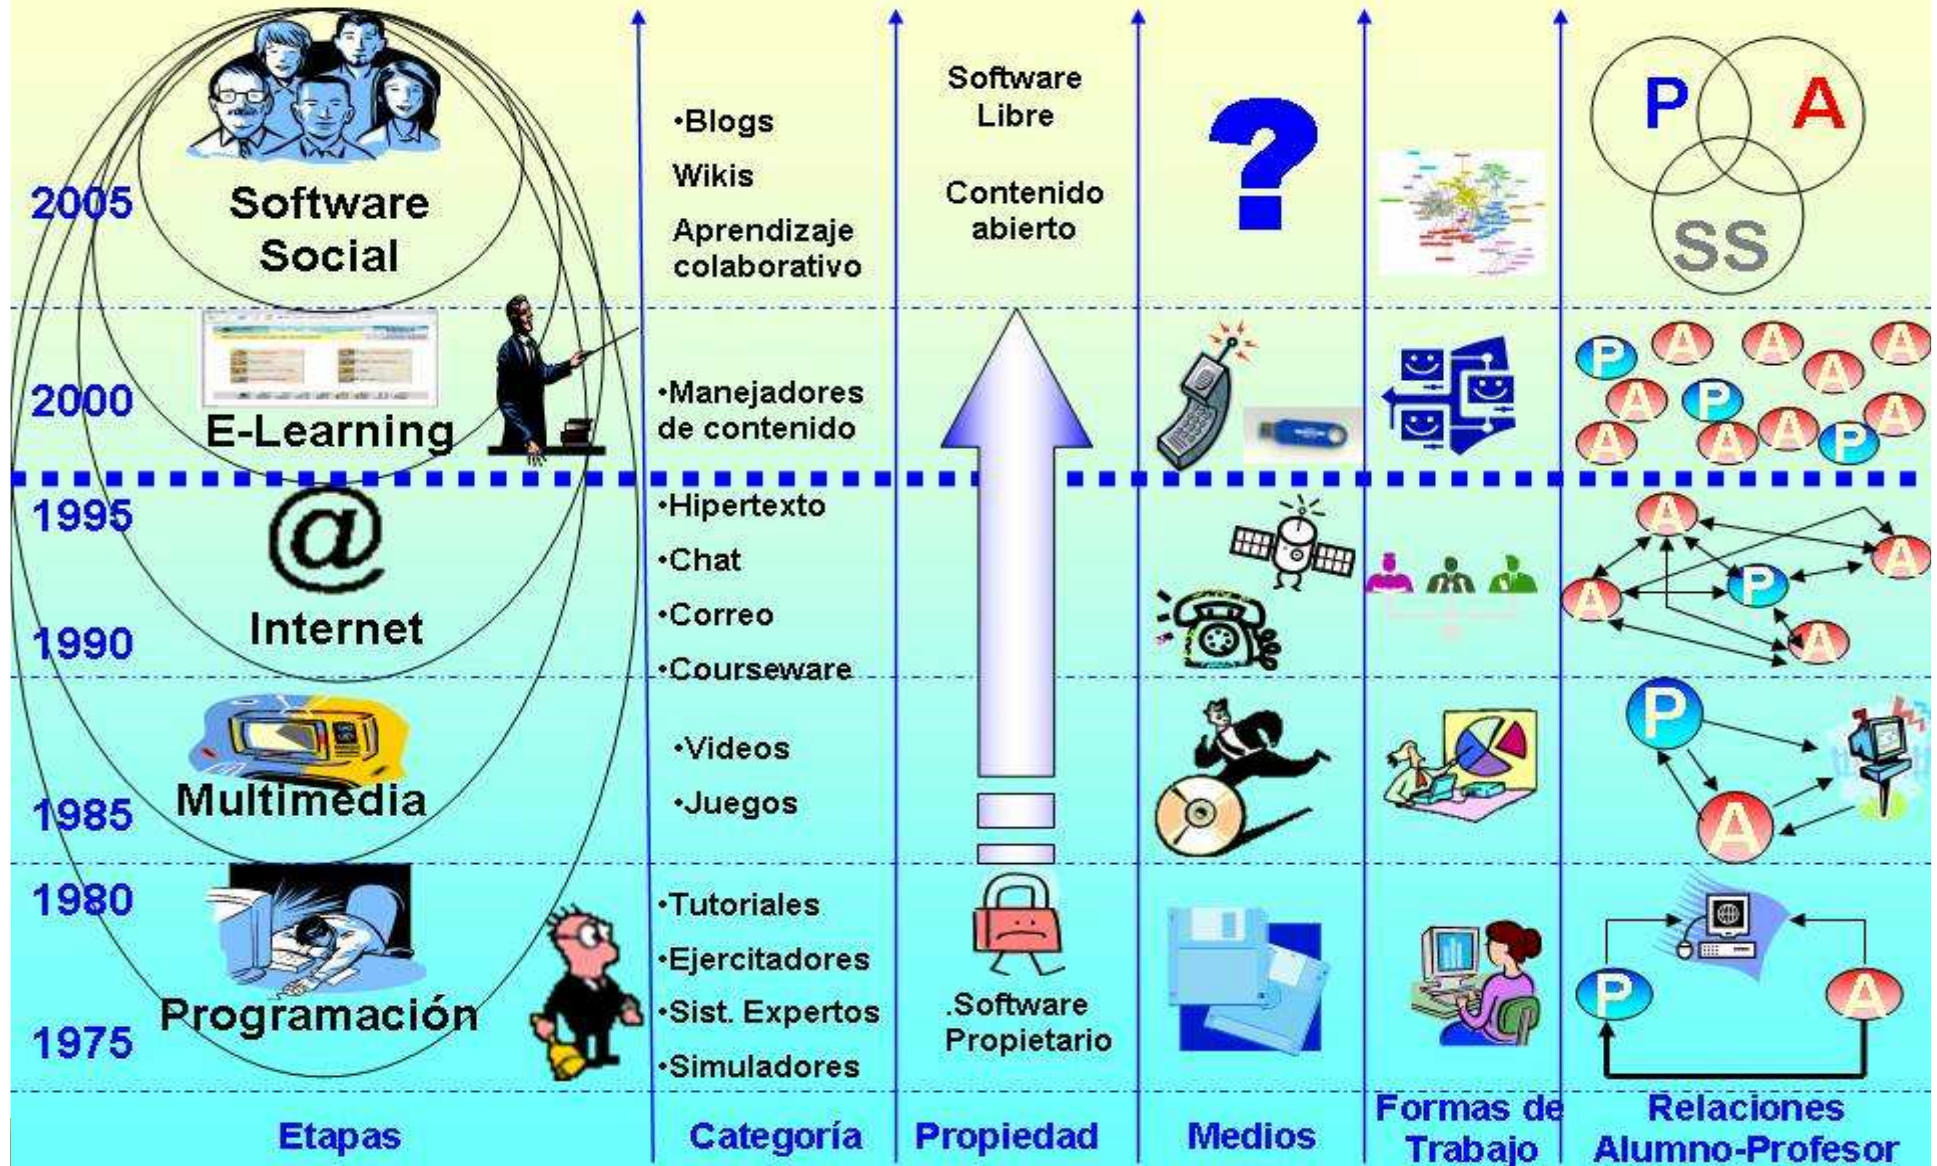 2005
Software
Social
•Blogs
Wikis
Aprendizaje
colaborativo
Software
Libre
Contenido
abierto
?
P
A
SS
2000
E-Learning
•Manejadores
de contenido
P
A
A
A
A
A
P
A
A
A
A
P
1995
@
Internet
1990
•Hipertexto
•Chat
•Correo
•Courseware
A
A
P
A
A
1985
Multimedia
•Videos
•Juegos
P
A
1980
Programación
1975
•Tutoriales
•Ejercitadores
•Sist. Expertos
•Simuladores
.Software
Propietario
P
A
Etapas
Categoría
Propiedad
Medios
Formas de
Trabajo
Relaciones
Alumno-Profesor